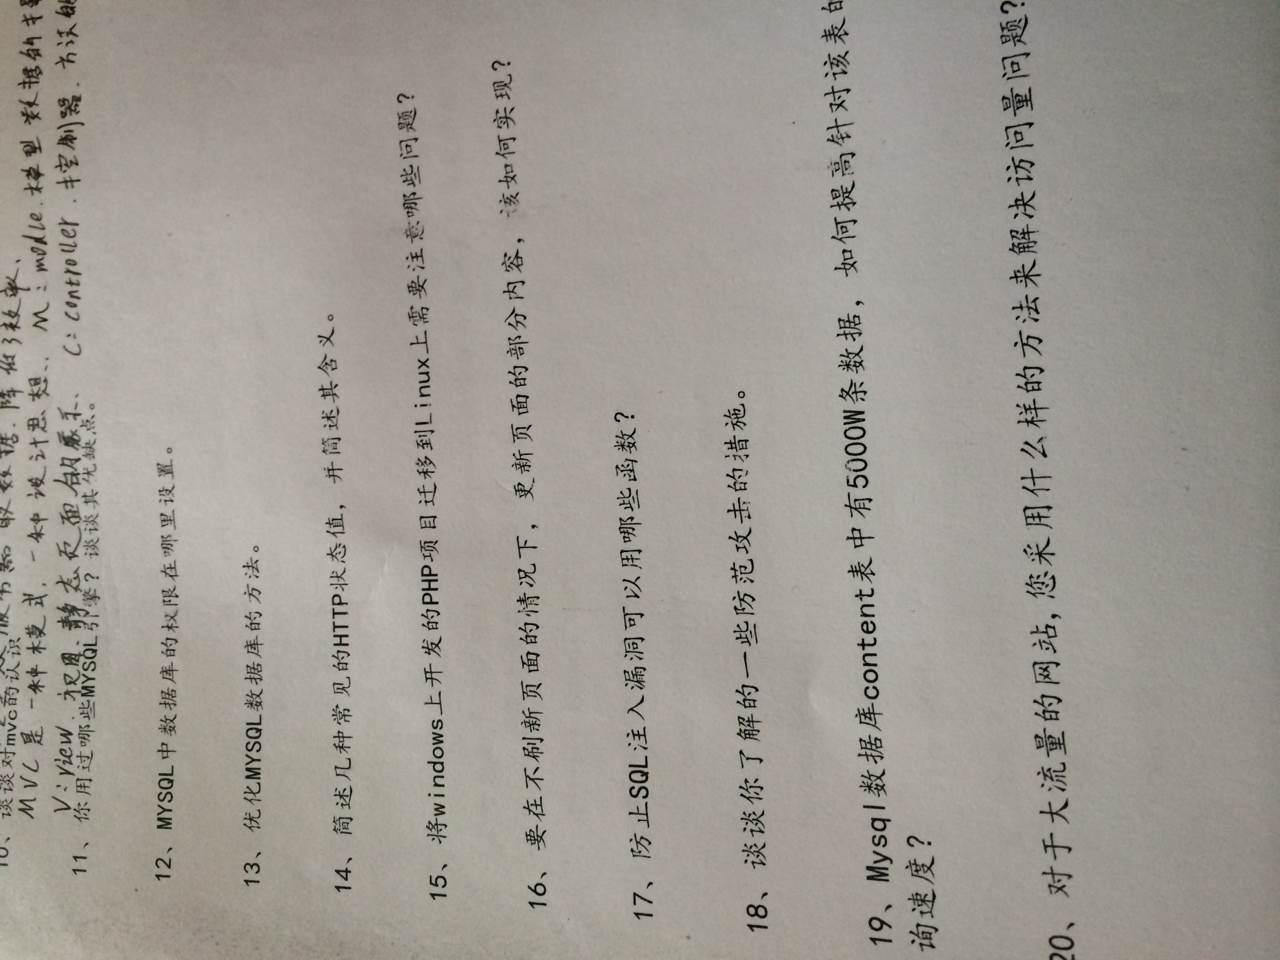 10、谈谈对mvc的认识 服务器 取数据.降低了效率.
MVC是一种模式.一种设计思想.. M:modle.模型 数据的
V:view.视图.静态页面的展示. C:controller.控制器.方法的
11、你用过哪些MYSQL引擎？谈谈其优缺点。
12、MYSQL中数据库的权限在哪里设置。
13、优化MYSQL数据库的方法。
14、简述几种常见的HTTP状态值，并简述其含义。
15、将windows上开发的PHP项目迁移到Linux上需要注意哪些问题？
16、要在不刷新页面的情况下，更新页面的部分内容，该如何实现？
17、防止SQL注入漏洞可以用哪些函数？
18、谈谈你了解的一些防范攻击的措施。
19、Mysql数据库content表中有5000W条数据，如何提高针对该表的
询速度？
20、对于大流量的网站,您采用什么样的方法来解决访问量问题?